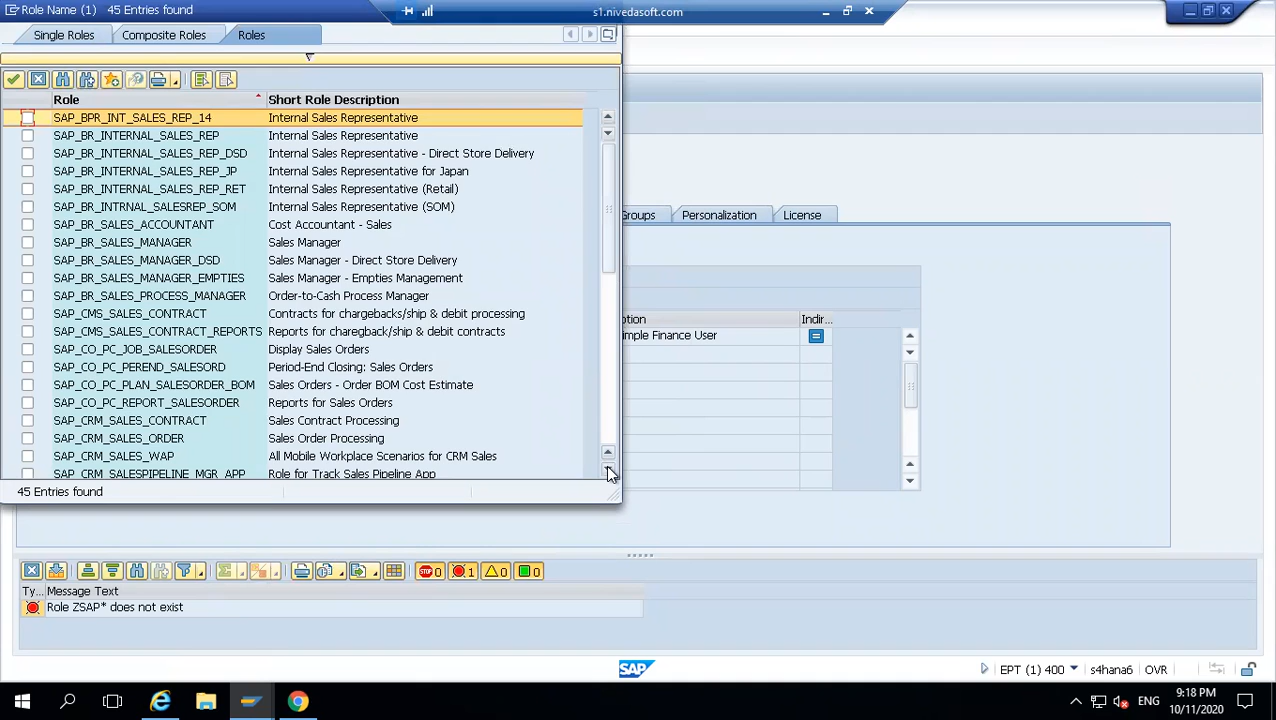 Role Name (1) 45 Entries found
s1.nivedasoft.com
Single Roles Composite Roles Roles
Role Short Role Description
SAP_BPR_INT_SALES_REP_14 Internal Sales Representative
SAP_BR_INTERNAL_SALES_REP Internal Sales Representative
SAP_BR_INTERNAL_SALES_REP_DSD Internal Sales Representative - Direct Store Delivery
SAP_BR_INTERNAL_SALES_REP_JP Internal Sales Representative for Japan
SAP_BR_INTERNAL_SALES_REP_RET Internal Sales Representative (Retail)
SAP_BR_INTRNAL_SALESREP_SOM Internal Sales Representative (SOM)
SAP_BR_SALES_ACCOUNTANT Cost Accountant - Sales
SAP_BR_SALES_MANAGER Sales Manager
SAP_BR_SALES_MANAGER_DSD Sales Manager - Direct Store Delivery
SAP_BR_SALES_MANAGER_EMPTIES Sales Manager - Empties Management
SAP_BR_SALES_PROCESS_MANAGER Order-to-Cash Process Manager
SAP_CMS_SALES_CONTRACT Contracts for chargebacks/ship & debit processing
SAP_CMS_SALES_CONTRACT_REPORTS Reports for charegback/ship & debit contracts
SAP_CO_PC_JOB_SALESORDER Display Sales Orders
SAP_CO_PC_PEREND_SALESORD Period-End Closing: Sales Orders
SAP_CO_PC_PLAN_SALESORDER_BOM Sales Orders - Order BOM Cost Estimate
SAP_CO_PC_REPORT_SALESORDER Reports for Sales Orders
SAP_CRM_SALES_CONTRACT Sales Contract Processing
SAP_CRM_SALES_ORDER Sales Order Processing
SAP_CRM_SALES_WAP All Mobile Workplace Scenarios for CRM Sales
SAP_CRM_SALESPIPELINE_MGR_APP Role for Track Sales Pipeline App
45 Entries found
Groups Personalization License
ption Indir...
imple Finance User
0 1 0 0
Ty... Message Text
Role ZSAP* does not exist
SAP
EPT (1) 400 s4hana6 OVR
ENG
9:18 PM
10/11/2020